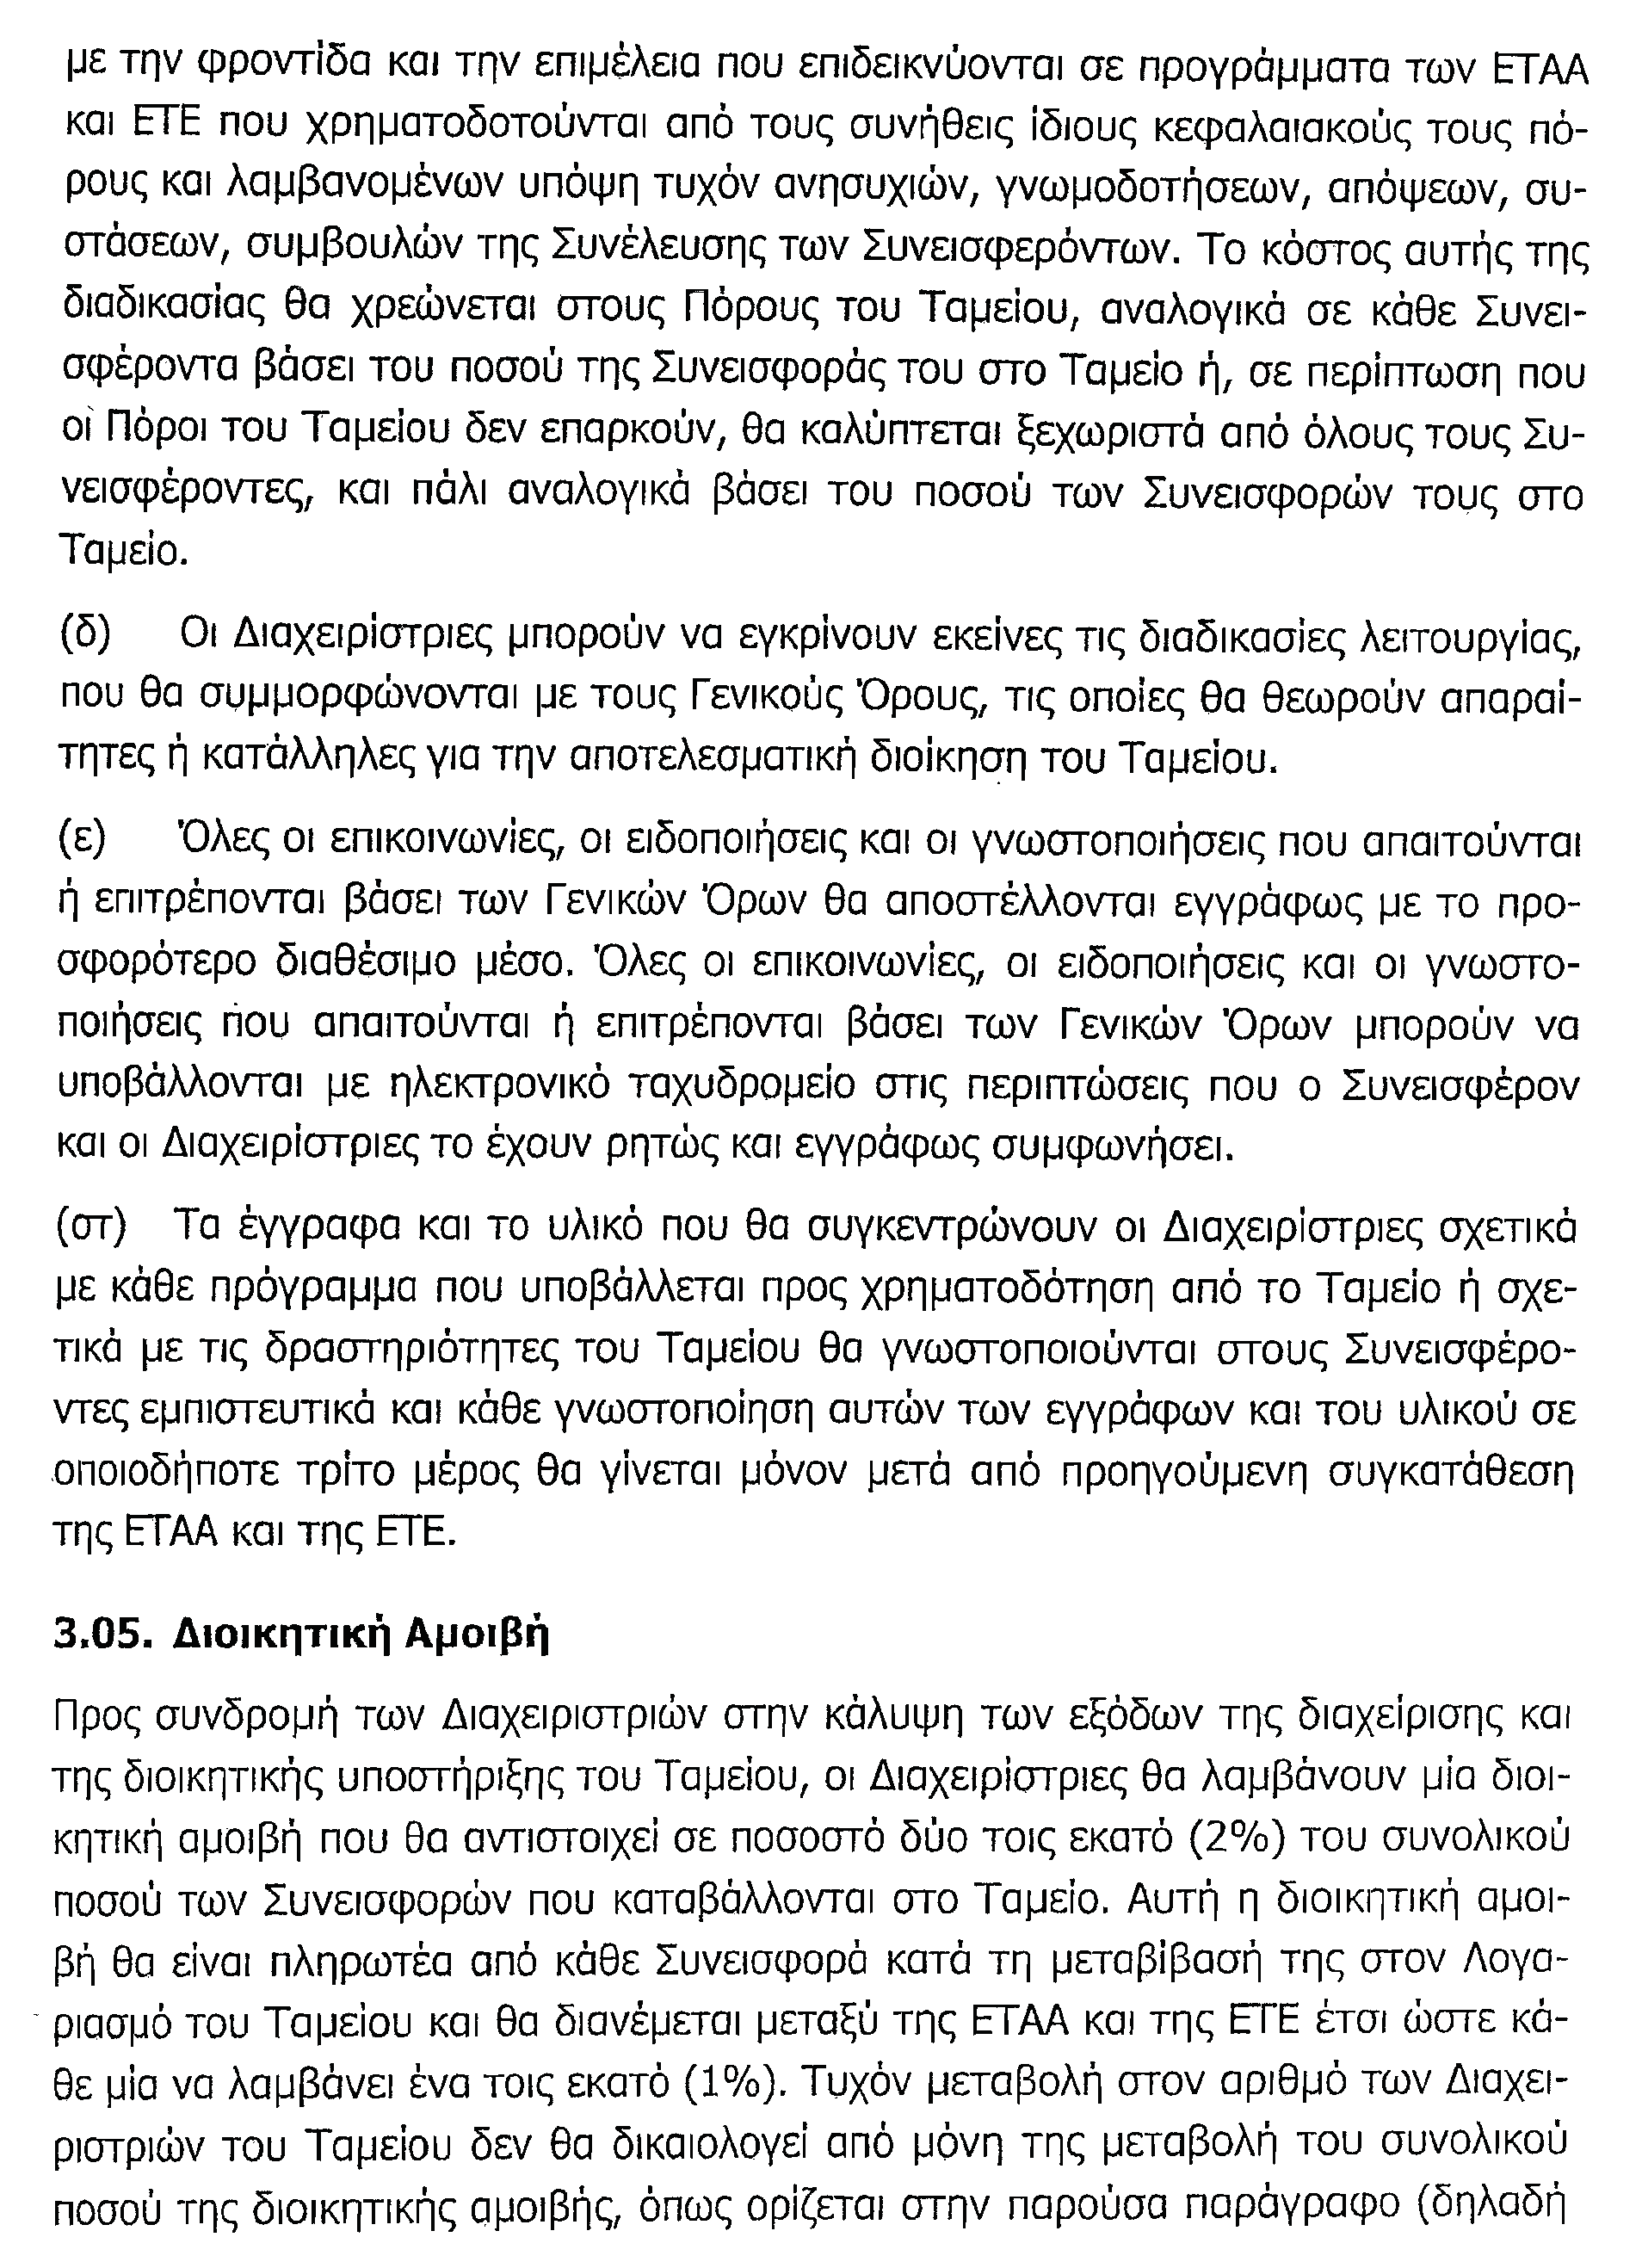 με την φροντίδα και την επιμέλεια που επιδεικνύονται σε προγράμματα των ΕΤΑΑ
και ΕΤΕ που χρηματοδοτούνται από τους συνήθεις ίδιους κεφαλαιακούς τους πό-
ρους και λαμβανομένων υπόψη τυχόν ανησυχιών, γνωμοδοτήσεων, απόψεων, συ-
στάσεων, συμβουλών της Συνέλευσης των Συνεισφερόντων. Το κόστος αυτής της
διαδικασίας θα χρεώνεται στους Πόρους του Ταμείου, αναλογικά σε κάθε Συνει-
σφέροντα βάσει του ποσού της Συνεισφοράς του στο Ταμείο ή, σε περίπτωση που
οι Πόροι του Ταμείου δεν επαρκούν, θα καλύπτεται ξεχωριστά από όλους τους Συ-
νεισφέροντες, και πάλι αναλογικά βάσει του ποσού των Συνεισφορών τους στο
Ταμείο.
(δ) Οι Διαχειρίστριες μπορούν να εγκρίνουν εκείνες τις διαδικασίες λειτουργίας,
που θα συμμορφώνονται με τους Γενικούς Όρους, τις οποίες θα θεωρούν απαραί-
τητες ή κατάλληλες για την αποτελεσματική διοίκηση του Ταμείου.
(ε) Όλες οι επικοινωνίες, οι ειδοποιήσεις και οι γνωστοποιήσεις που απαιτούνται
ή επιτρέπονται βάσει των Γενικών Όρων θα αποστέλλονται εγγράφως με το προ-
σφορότερο διαθέσιμο μέσο. Όλες οι επικοινωνίες, οι ειδοποιήσεις και οι γνωστο-
ποιήσεις που απαιτούνται ή επιτρέπονται βάσει των Γενικών Όρων μπορούν να
υποβάλλονται με ηλεκτρονικό ταχυδρομείο στις περιπτώσεις που ο Συνεισφέρον
και οι Διαχειρίστριες το έχουν ρητώς και εγγράφως συμφωνήσει.
(στ) Τα έγγραφα και το υλικό που θα συγκεντρώνουν οι Διαχειρίστριες σχετικά
με κάθε πρόγραμμα που υποβάλλεται προς χρηματοδότηση από το Ταμείο ή σχε-
τικά με τις δραστηριότητες του Ταμείου θα γνωστοποιούνται στους Συνεισφέρο-
ντες εμπιστευτικά και κάθε γνωστοποίηση αυτών των εγγράφων και του υλικού σε
οποιοδήποτε τρίτο μέρος θα γίνεται μόνον μετά από προηγούμενη συγκατάθεση
της ΕΤΑΑ και της ΕΤΕ.
3.05. Διοικητική Αμοιβή
Προς συνδρομή των Διαχειριστριών στην κάλυψη των εξόδων της διαχείρισης και
της διοικητικής υποστήριξης του Ταμείου, οι Διαχειρίστριες θα λαμβάνουν μία διοι-
κητική αμοιβή που θα αντιστοιχεί σε ποσοστό δύο τοις εκατό (2%) του συνολικού
ποσού των Συνεισφορών που καταβάλλονται στο Ταμείο. Αυτή η διοικητική αμοι-
βή θα είναι πληρωτέα από κάθε Συνεισφορά κατά τη μεταβίβασή της στον Λογα-
ριασμό του Ταμείου και θα διανέμεται μεταξύ της ΕΤΑΑ και της ΕΤΕ έτσι ώστε κά-
θε μία να λαμβάνει ένα τοις εκατό (1%). Τυχόν μεταβολή στον αριθμό των Διαχει-
ριστριών του Ταμείου δεν θα δικαιολογεί από μόνη της μεταβολή του συνολικού
ποσού της διοικητικής αμοιβής, όπως ορίζεται στην παρούσα παράγραφο (δηλαδή